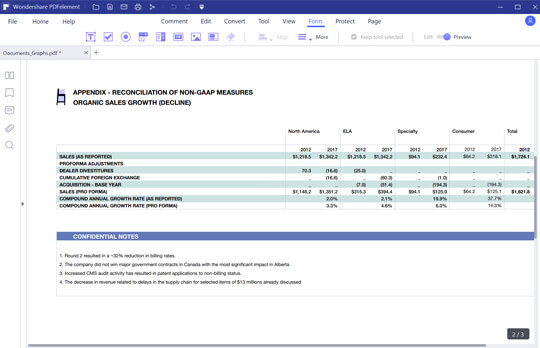 Wondershare PDFelement
File Home Help Comment Edit Convert Tool View Form Protect Page
Align More Keep tool selected Edit Preview
Documents_Graphs.pdf *
APPENDIX - RECONCILIATION OF NON-GAAP MEASURES
ORGANIC SALES GROWTH (DECLINE)
North America ELA Specialty Consumer Total
2012 2017 2012 2017 2012 2017 2012 2017 2012
SALES (AS REPORTED) $1,218.5 $1,342.2 $1,218.5 $1,342.2 $94.1 $232.4 $64.2 $318.1 $1,724.1
PROFORMA ADJUSTMENTS
DEALER DIVESTITURES 70.3 (16.6) (25.0) _ _ _ _ _ _
CUMULATIVE FOREIGN EXCHANGE _ (16.6) _ (60.3) _ (1.0) _ _ _
ACQUISITION - BASE YEAR _ _ (7.0) (91.4) _ (194.3) _ (194.3) _
SALES (PRO FORMA) $1,148.2 $1,351.2 $315.3 $394.4 $94.1 $125.9 $64.2 $125.1 $1,621.8
COMPOUND ANNUAL GROWTH RATE (AS REPORTED) 2.0% 2.1% 19.9% 37.7%
COMPOUND ANNUAL GROWTH RATE (PRO FORMA) 3.3% 4.6% 6.0% 14.3%
CONFIDENTIAL NOTES
1. Round 2 resulted in a ~32% reduction in billing rates.
2. The company did not win major government contracts in Canada with the most significant impact in Alberta
3. Increased CMS audit activity has resulted in patent applications to non-billing status.
4. The decrease in revenue related to delays in the supply chain for selected items of $13 millions already discussed
2 / 3